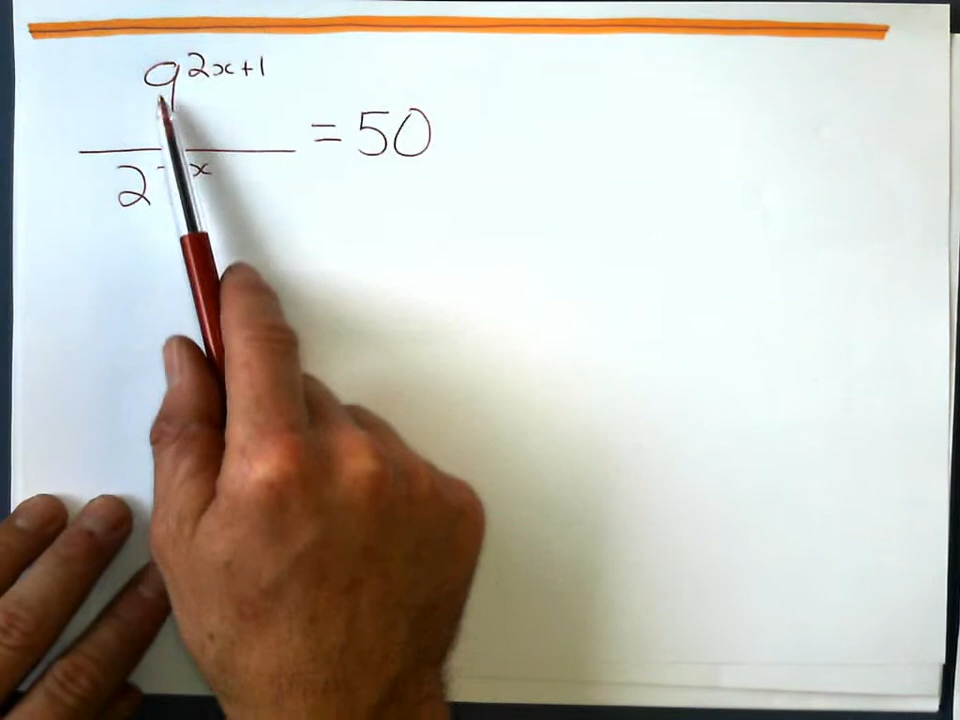 9^{2x+1}
= 50
2 x